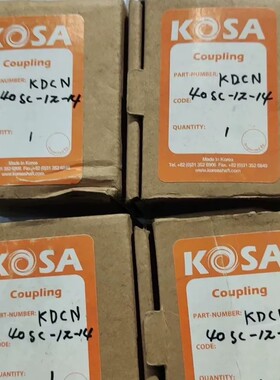 KOSA
Coupling
PART-NUMBER: KDCN
40SC-12-14
QUANTITY:
1
Made in Korea
KOSA
Coupling
PART-NUMBER: KDCN
CODE: 40SC-12-14
QUANTITY: 1
Made in Korea
KOSA
Coupling
PART-NUMBER: KDCN
40SC-12-14
CODE:
KOSA
Coupling
PART-NUMBER: KDCN
40SC-12-14
CODE:
QUANTITY: